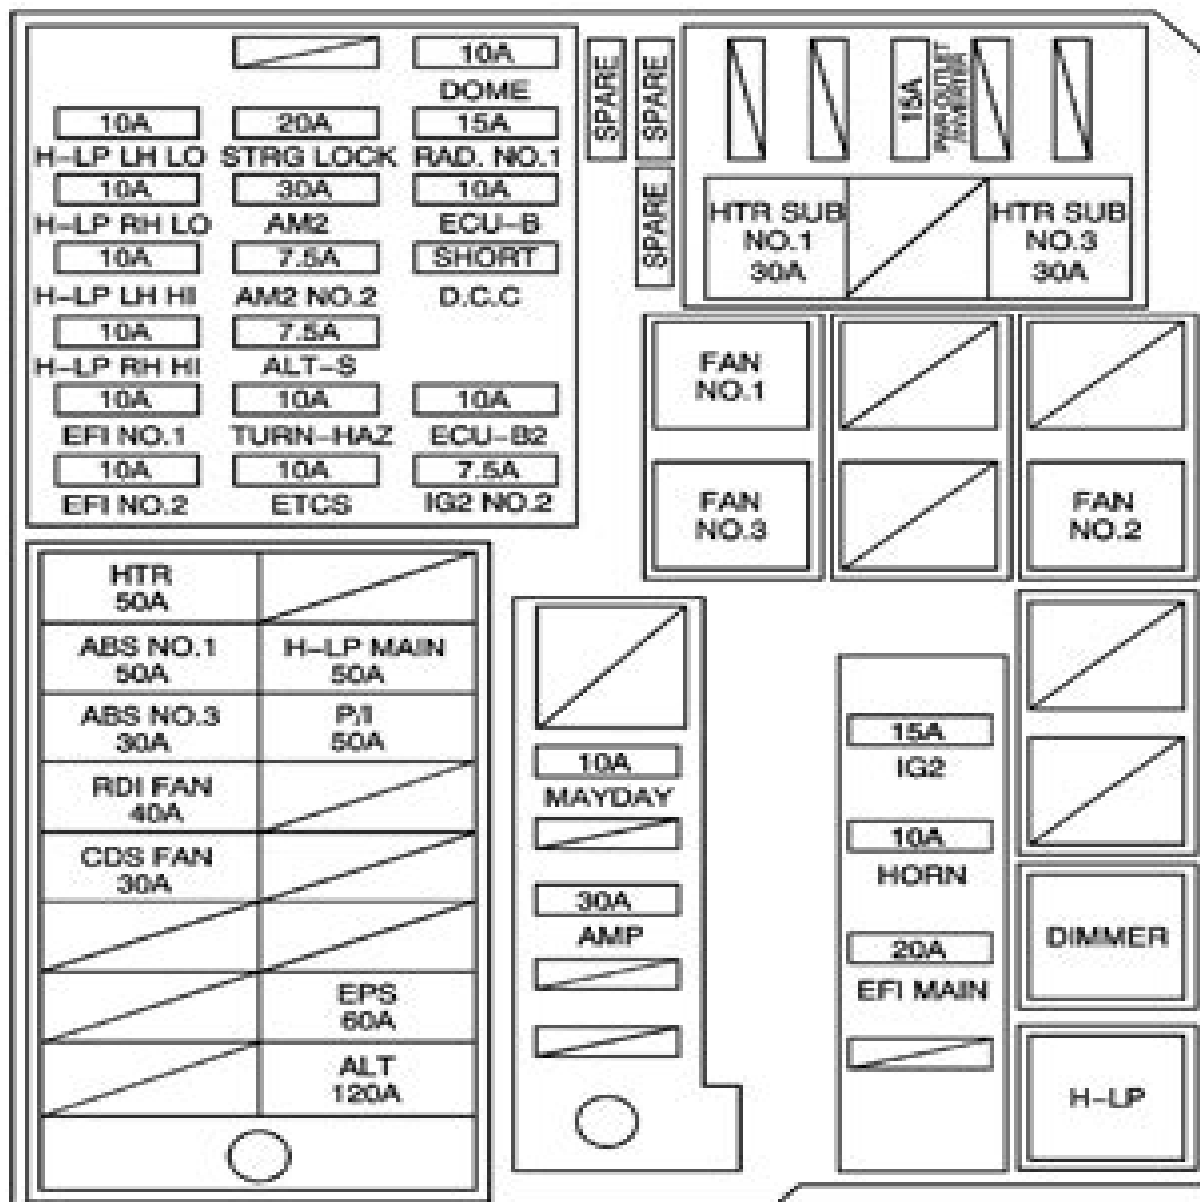 10A
DOME
10A 20A 15A
H-LP LH LO STRG LOCK RAD. NO.1
10A 30A 10A
H-LP RH LO AM2 ECU-B
10A 7.5A SHORT
H-LP LH HI AM2 NO.2 D.C.C
10A 7.5A
H-LP RH HI ALT-S
10A 10A 10A
EFI NO.1 TURN-HAZ ECU-B2
10A 10A 7.5A
EFI NO.2 ETCS IG2 NO.2
SPARE
SPARE
SPARE
15A
PWR OUTLET
INVERTER
HTR SUB
NO.1
30A
HTR SUB
NO.3
30A
FAN
NO.1
FAN
NO.3
FAN
NO.2
HTR
50A
ABS NO.1
50A
H-LP MAIN
50A
ABS NO.3
30A
P/I
50A
RDI FAN
40A
CDS FAN
30A
EPS
60A
ALT
120A
10A
MAYDAY
30A
AMP
15A
IG2
10A
HORN
20A
EFI MAIN
DIMMER
H-LP